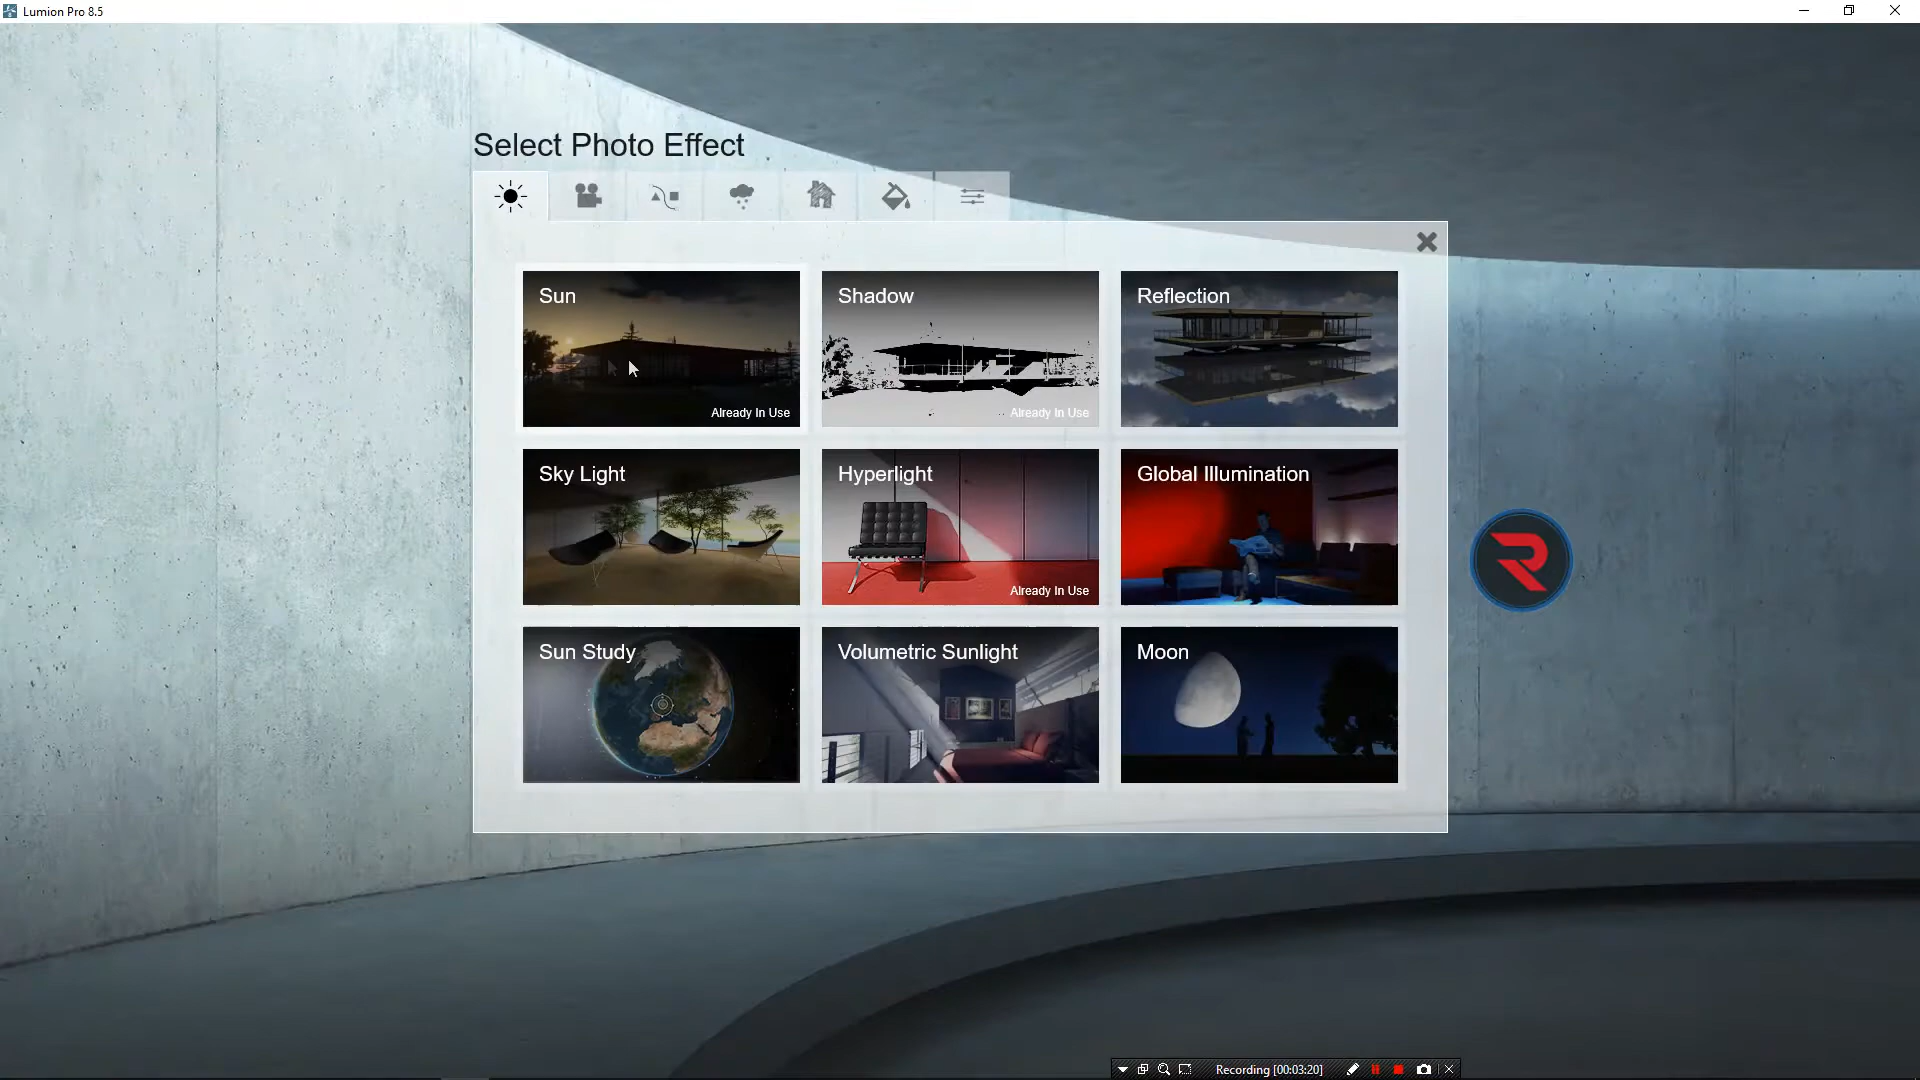 Lumion Pro 8.5
Select Photo Effect
Sun
Already In Use
Shadow
Already In Use
Reflection
Sky Light
Hyperlight
Already In Use
Global Illumination
Sun Study
Volumetric Sunlight
Moon
Recording [00:03:20]